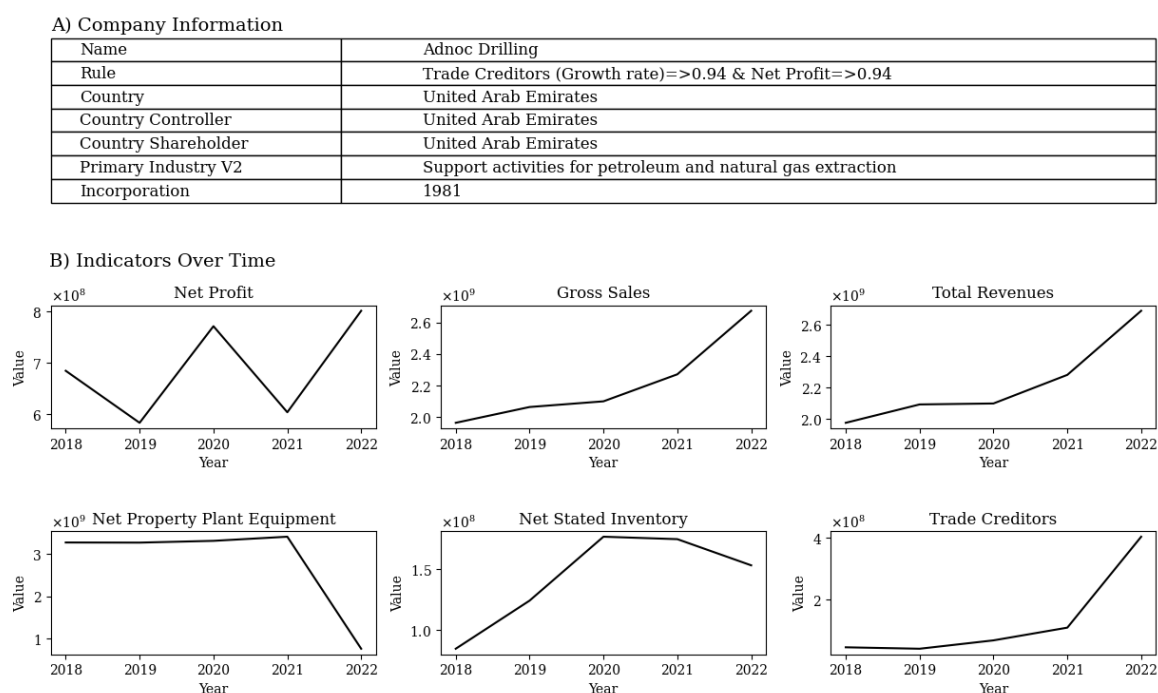 A) Company Information
Name Adnoc Drilling
Rule Trade Creditors (Growth rate)=>0.94 & Net Profit=>0.94
Country United Arab Emirates
Country Controller United Arab Emirates
Country Shareholder United Arab Emirates
Primary Industry V2 Support activities for petroleum and natural gas extraction
Incorporation 1981
B) Indicators Over Time
×10⁸ Net Profit
8
7
6
Value
2018 2019 2020 2021 2022
Year
×10⁹ Gross Sales
2.6
2.4
2.2
2.0
Value
2018 2019 2020 2021 2022
Year
×10⁹ Total Revenues
2.6
2.4
2.2
2.0
Value
2018 2019 2020 2021 2022
Year
×10⁹ Net Property Plant Equipment
3
2
1
Value
2018 2019 2020 2021 2022
Year
×10⁸ Net Stated Inventory
1.5
1.0
Value
2018 2019 2020 2021 2022
Year
×10⁸ Trade Creditors
4
2
Value
2018 2019 2020 2021 2022
Year